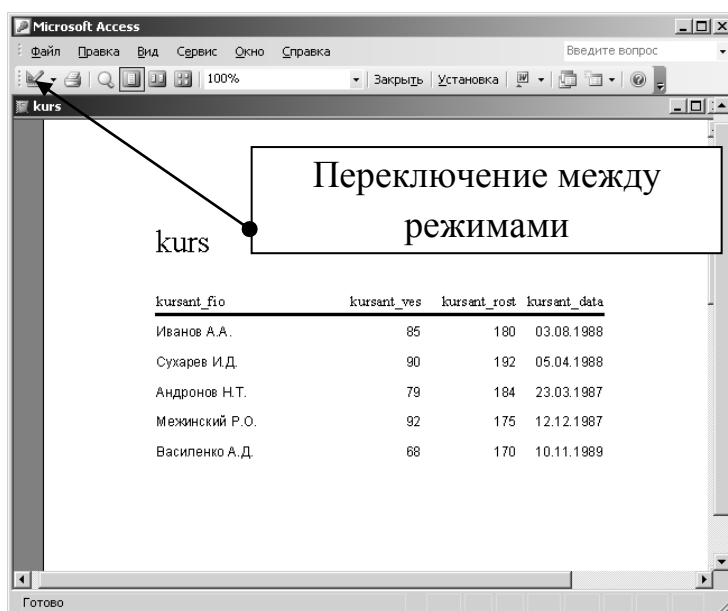 Microsoft Access
Файл Правка Вид Сервис Окно Справка Введите вопрос
100% Закрыть Установка
kurs
Переключение между
режимами
kurs
kursant_fio kursant_ves kursant_rost kursant_data
Иванов А.А. 85 180 03.08.1988
Сухарев И.Д. 90 192 05.04.1988
Андронов Н.Т. 79 184 23.03.1987
Межинский Р.О. 92 175 12.12.1987
Василенко А.Д. 68 170 10.11.1989
Готово